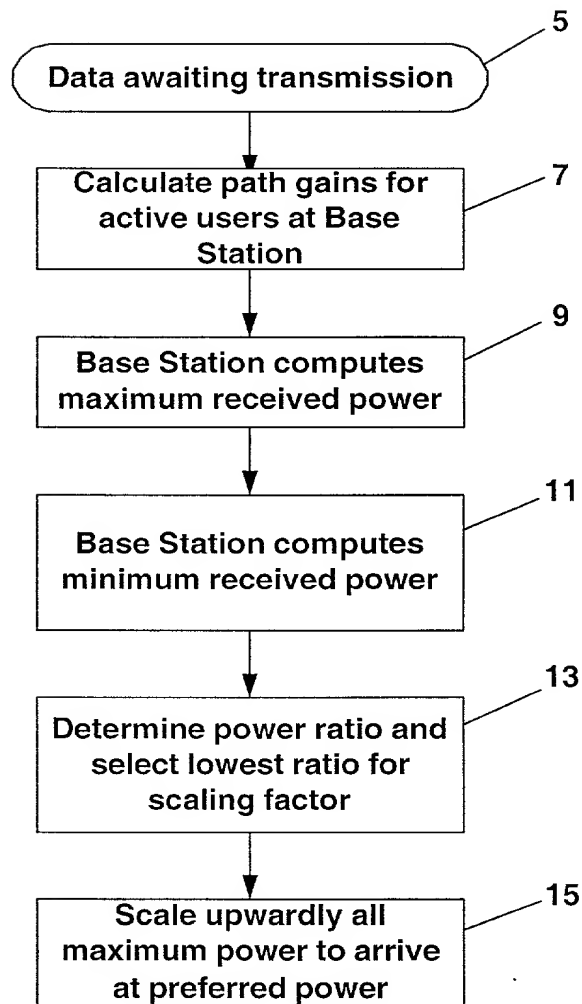 5
Data awaiting transmission
7
Calculate path gains for
active users at Base
Station
9
Base Station computes
maximum received power
11
Base Station computes
minimum received power
13
Determine power ratio and
select lowest ratio for
scaling factor
15
Scale upwardly all
maximum power to arrive
at preferred power